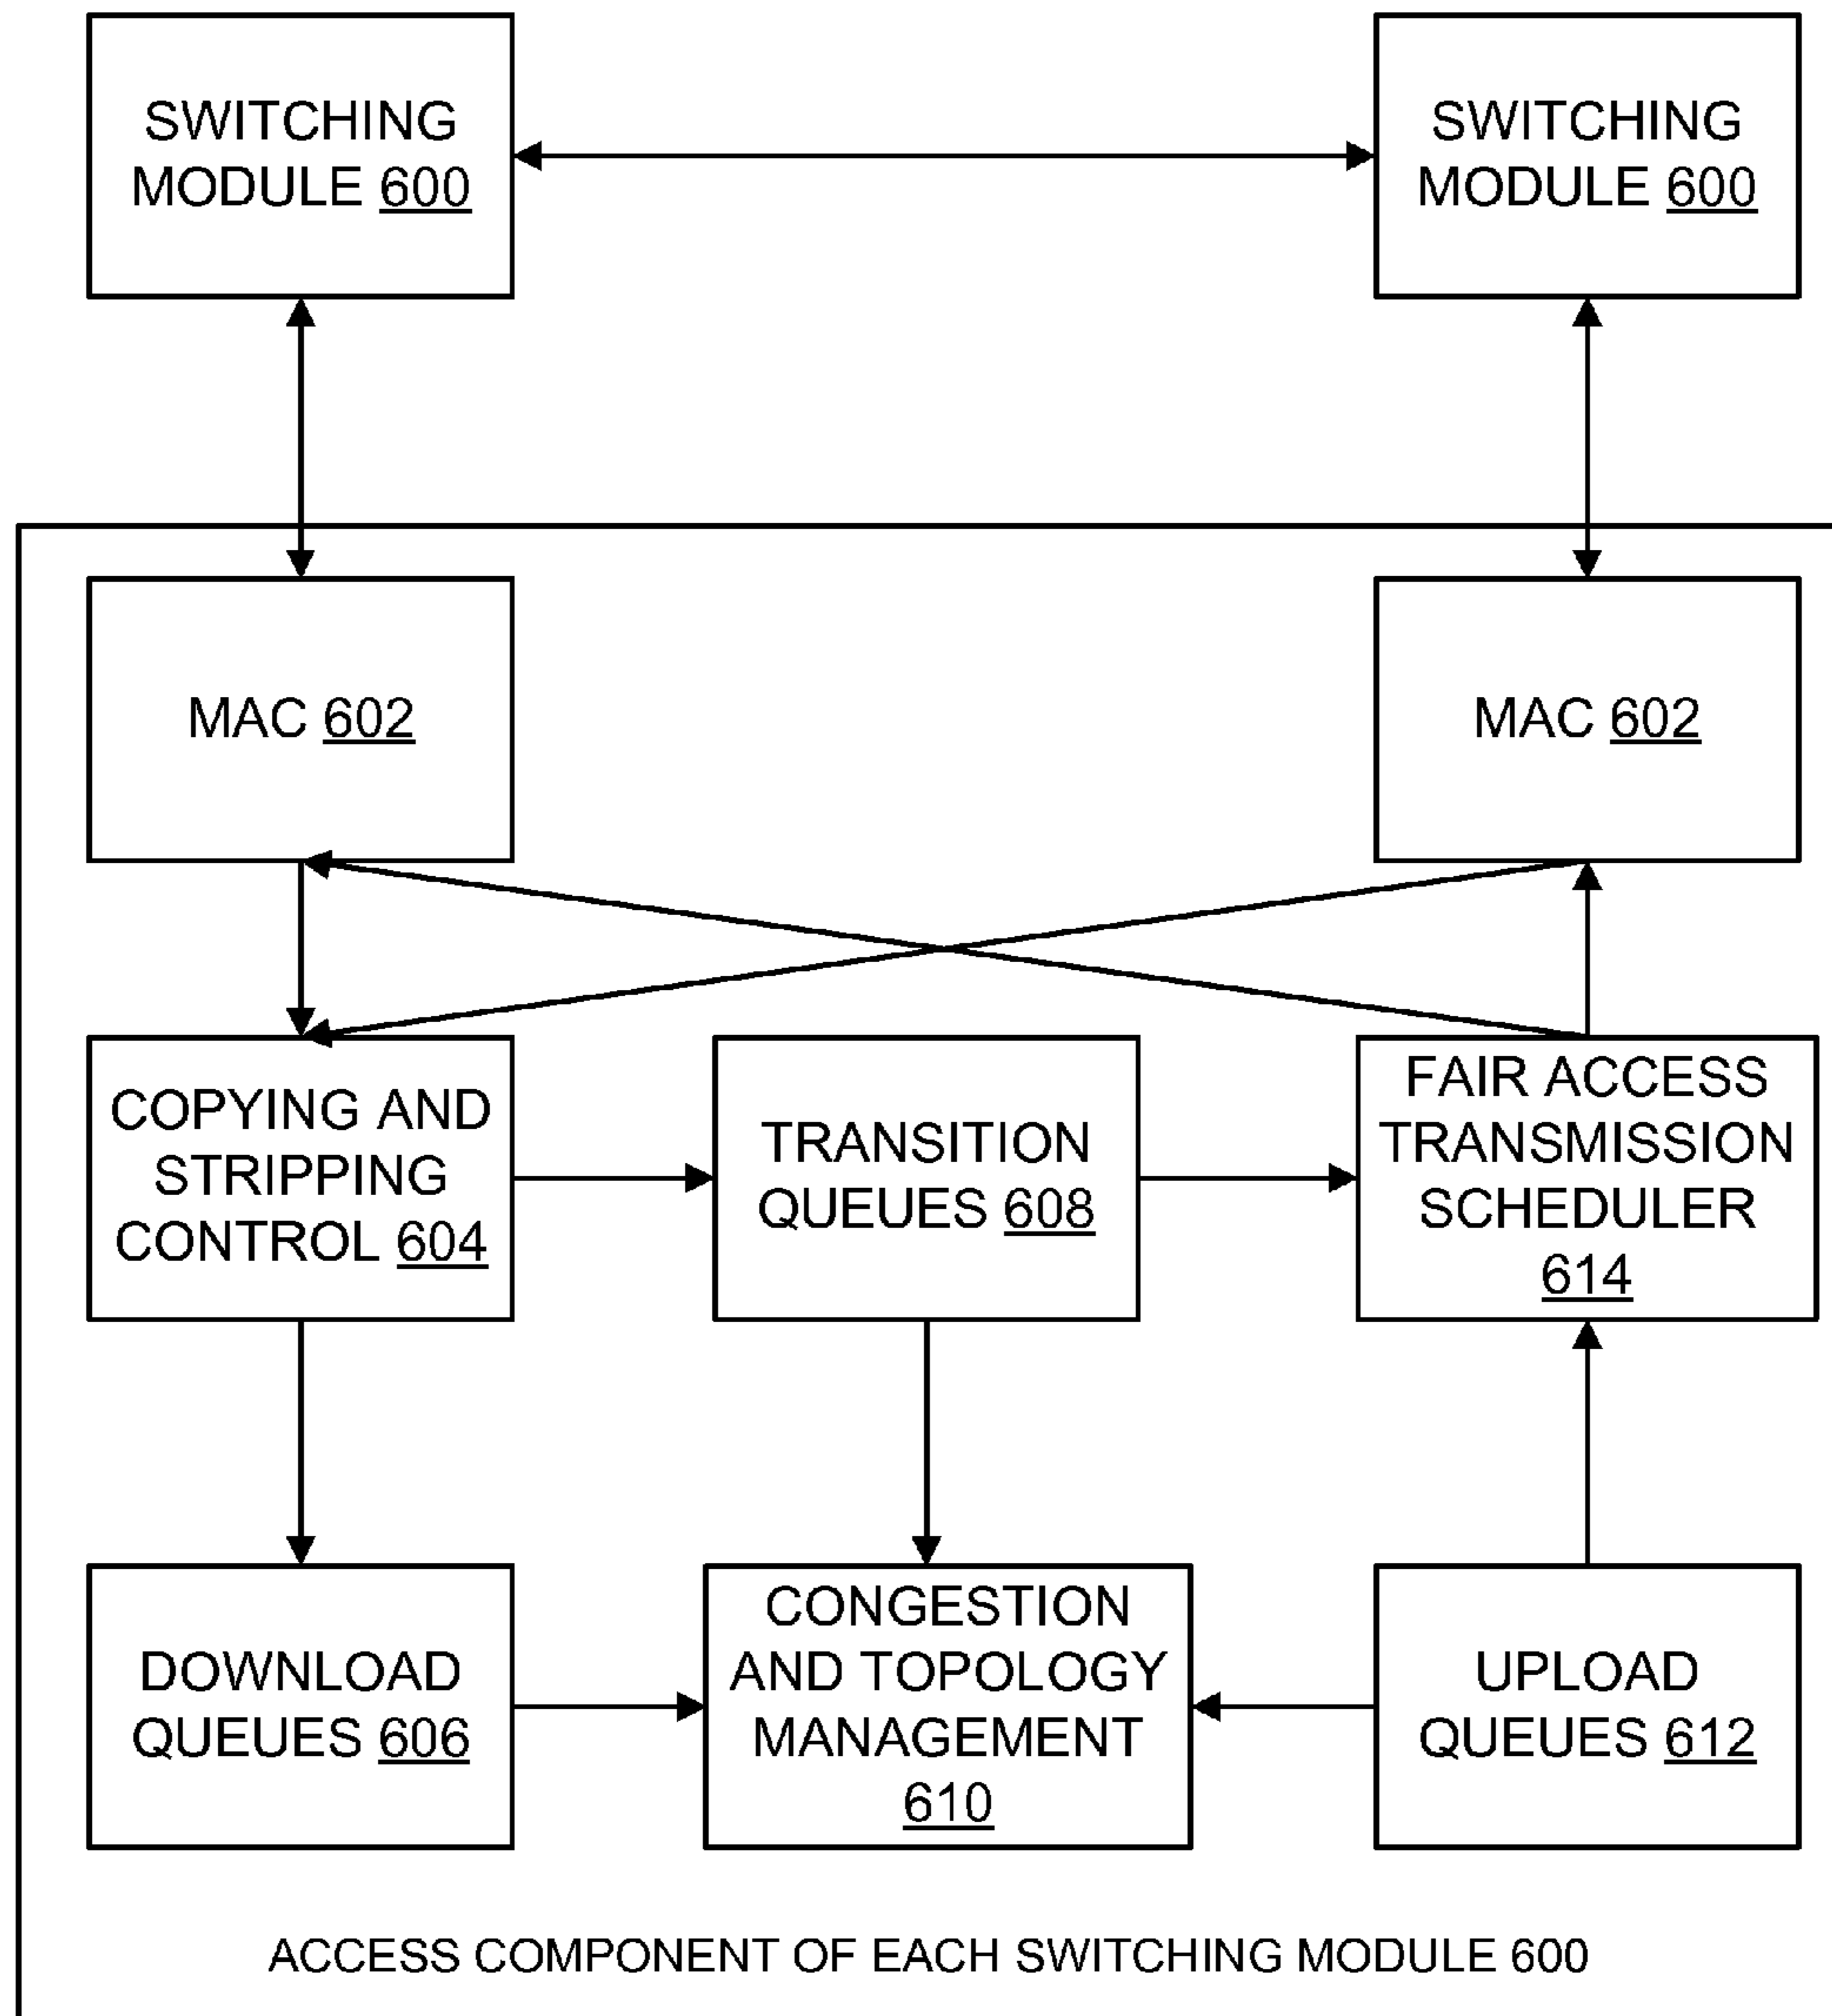 SWITCHING
MODULE 600
SWITCHING
MODULE 600
MAC 602
MAC 602
COPYING AND
STRIPPING
CONTROL 604
TRANSITION
QUEUES 608
FAIR ACCESS
TRANSMISSION
SCHEDULER
614
DOWNLOAD
QUEUES 606
CONGESTION
AND TOPOLOGY
MANAGEMENT
610
UPLOAD
QUEUES 612
ACCESS COMPONENT OF EACH SWITCHING MODULE 600